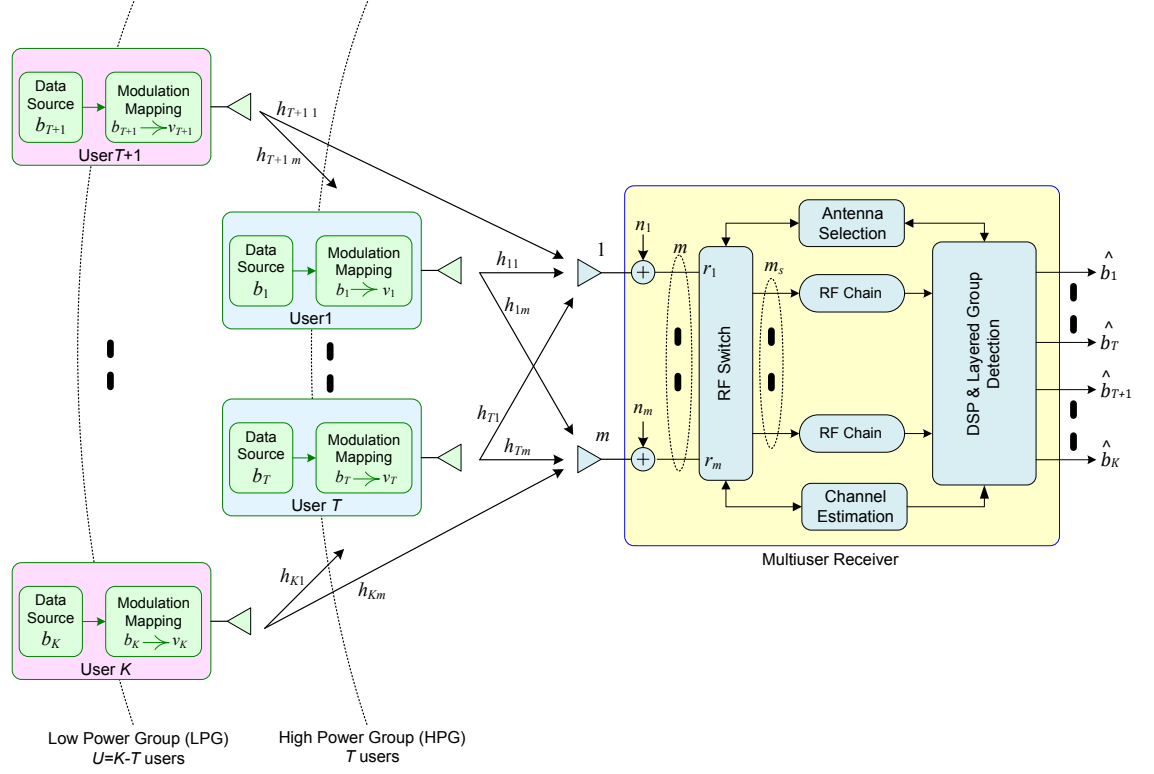 Data
Source
b_{T+1}
Modulation
Mapping
b_{T+1} → v_{T+1}
User T+1
h_{T+1 1}
h_{T+1 m}
Data
Source
b_1
Modulation
Mapping
b_1 → v_1
User1
h_{11}
h_{1m}
Data
Source
b_T
Modulation
Mapping
b_T → v_T
User T
h_{T1}
h_{Tm}
Data
Source
b_K
Modulation
Mapping
b_K → v_K
User K
h_{K1}
h_{Km}
Low Power Group (LPG)
U=K-T users
High Power Group (HPG)
T users
1
m
n_1
n_m
+
+
m
r_1
r_m
RF Switch
m_s
Antenna
Selection
RF Chain
RF Chain
Channel
Estimation
DSP & Layered Group
Detection
Multiuser Receiver
b̂_1
b̂_T
b̂_{T+1}
b̂_K